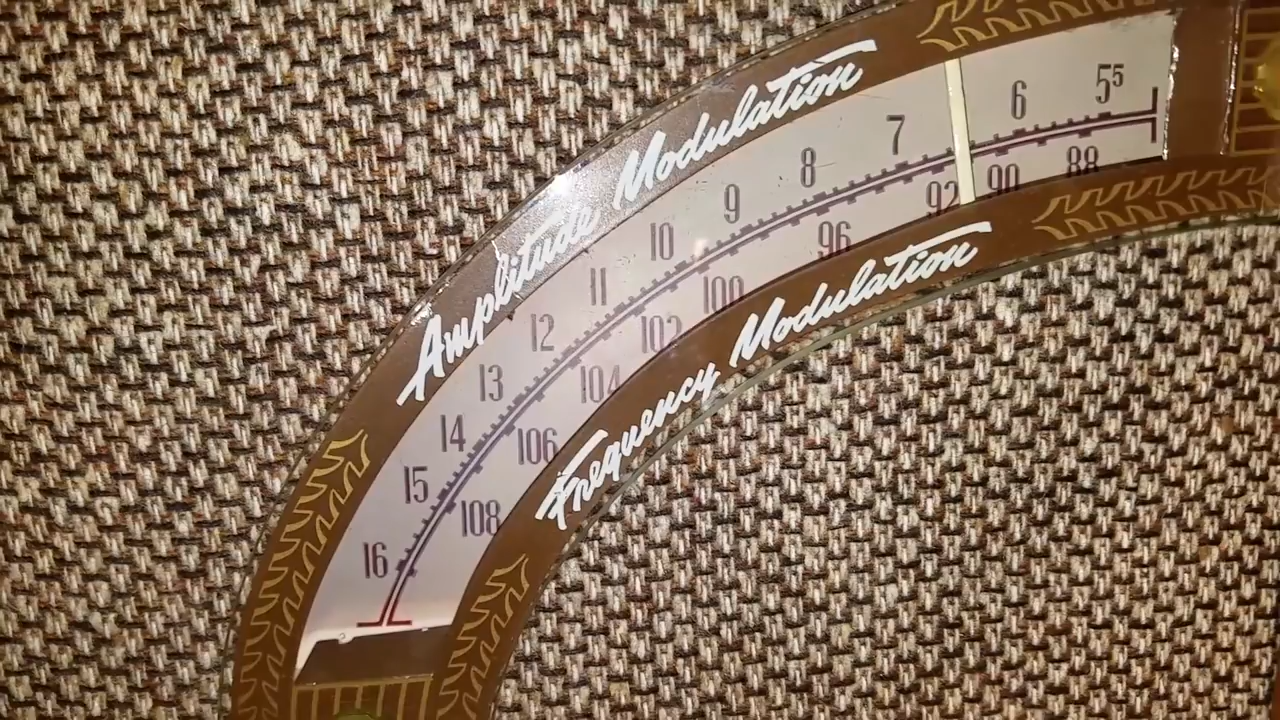 Amplitude Modulation
16 15 14 13 12 11 10 9 8 7 6 5⁵
108 106 104 102 100 96 92 90 88
Frequency Modulation